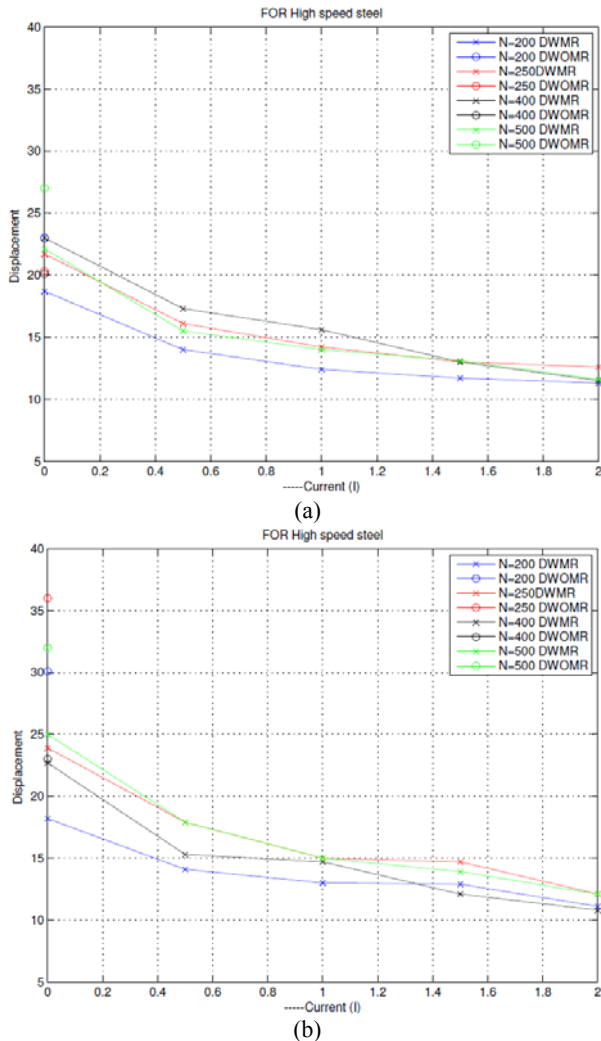 FOR High speed steel
40
35
30
25
20
15
10
5
Displacement
N=200 DWMR
N=200 DWOMR
N=250DWMR
N=250 DWOMR
N=400 DWMR
N=400 DWOMR
N=500 DWMR
N=500 DWOMR
0 0.2 0.4 0.6 0.8 1 1.2 1.4 1.6 1.8 2
-----Current (I)
(a)
FOR High speed steel
40
35
30
25
20
15
10
5
Displacement
N=200 DWMR
N=200 DWOMR
N=250DWMR
N=250 DWOMR
N=400 DWMR
N=400 DWOMR
N=500 DWMR
N=500 DWOMR
0 0.2 0.4 0.6 0.8 1 1.2 1.4 1.6 1.8 2
-----Current (I)
(b)